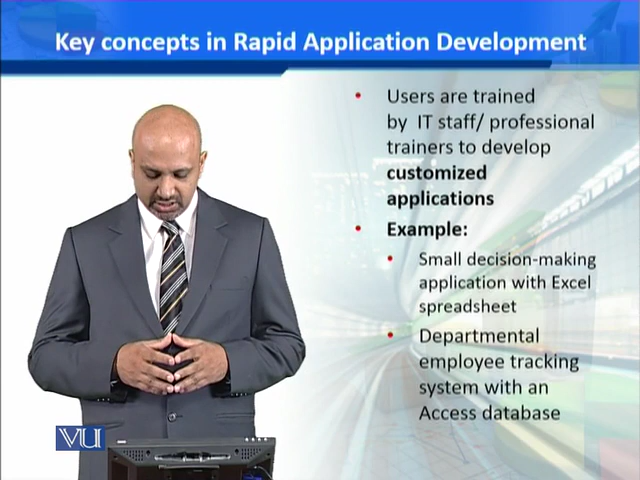 Key concepts in Rapid Application Development
Users are trained
by IT staff/ professional
trainers to develop
customized
applications
Example:
Small decision-making
application with Excel
spreadsheet
Departmental
employee tracking
system with an
Access database
VU